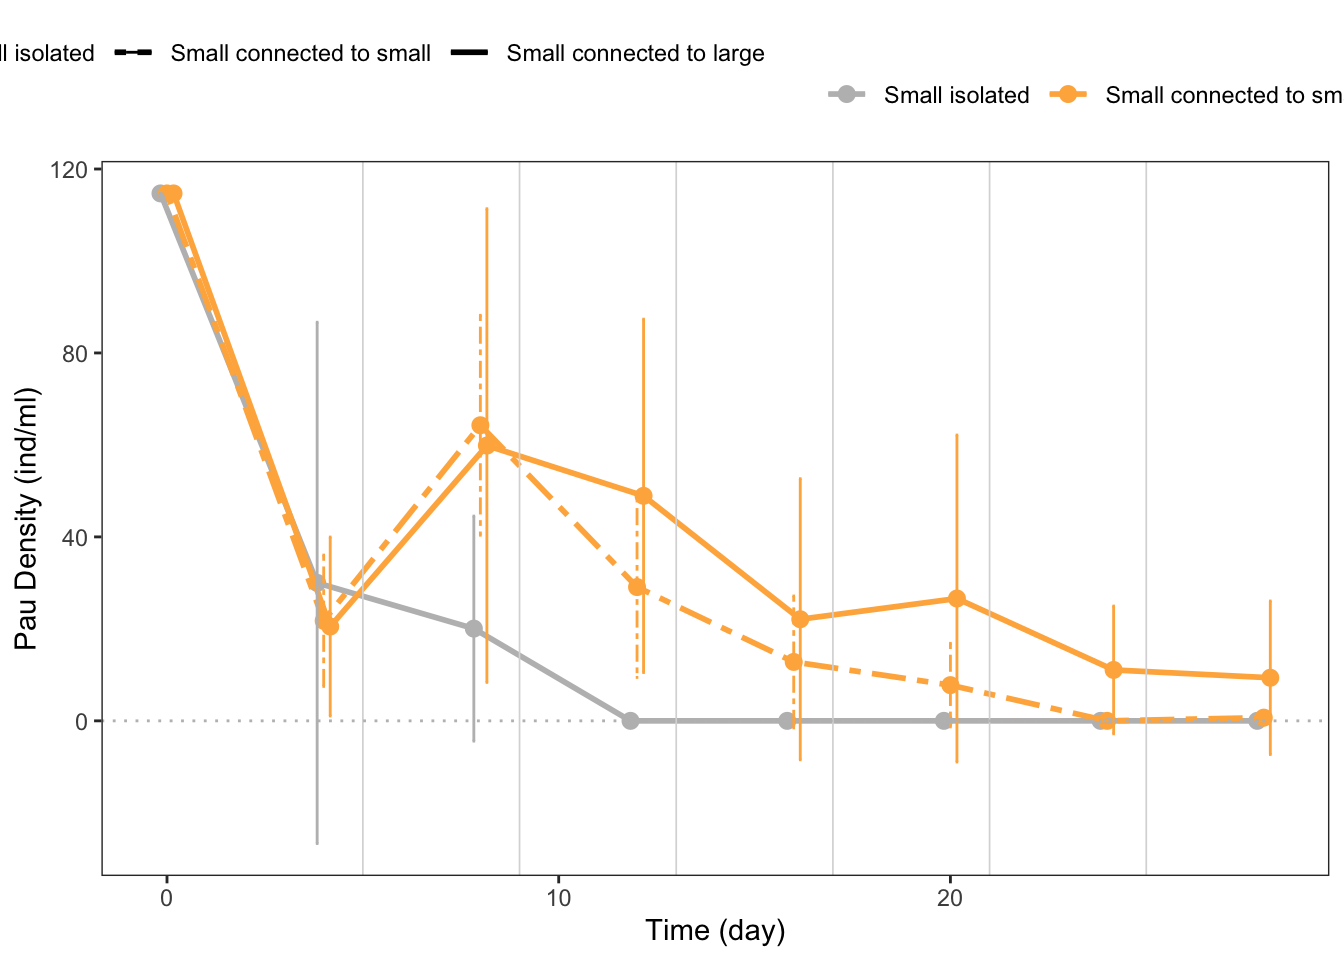 ll isolated Small connected to small Small connected to large
Small isolated Small connected to sm
120
80
40
0
Pau Density (ind/ml)
0 10 20
Time (day)